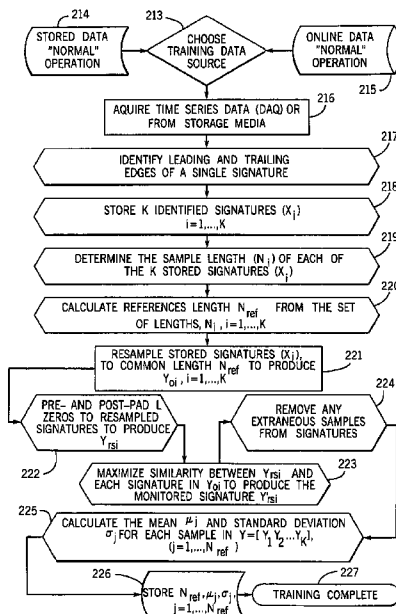 214
213
STORED DATA
"NORMAL"
OPERATION
CHOOSE
TRAINING DATA
SOURCE
ONLINE DATA
"NORMAL"
OPERATION
215
AQUIRE TIME SERIES DATA (DAQ) OR
FROM STORAGE MEDIA
216
217
IDENTIFY LEADING AND TRAILING
EDGES OF A SINGLE SIGNATURE
218
STORE K IDENTIFIED SIGNATURES (Xi)
i=1,...,K
219
DETERMINE THE SAMPLE LENGTH (Ni) OF EACH OF
THE K STORED SIGNATURES (Xi)
220
CALCULATE REFERENCES LENGTH Nref FROM THE SET
OF LENGTHS, Ni, i=1,...,K
RESAMPLE STORED SIGNATURES (Xi),
TO COMMON LENGTH Nref TO PRODUCE
Yoi, i=1,...,K
221
224
PRE- AND POST-PAD L
ZEROS TO RESAMPLED
SIGNATURES TO PRODUCE
Yrsi
222
REMOVE ANY
EXTRANEOUS SAMPLES
FROM SIGNATURES
MAXIMIZE SIMILARITY BETWEEN Yrsi AND
EACH SIGNATURE IN Yoi TO PRODUCE THE
MONITORED SIGNATURE Y'rsi
223
225
CALCULATE THE MEAN μj AND STANDARD DEVIATION
σj FOR EACH SAMPLE IN Y=[Y1Y2...YK],
(j=1,...,Nref)
226
STORE Nref,μj,σj,
j=1,...,Nref
227
TRAINING COMPLETE